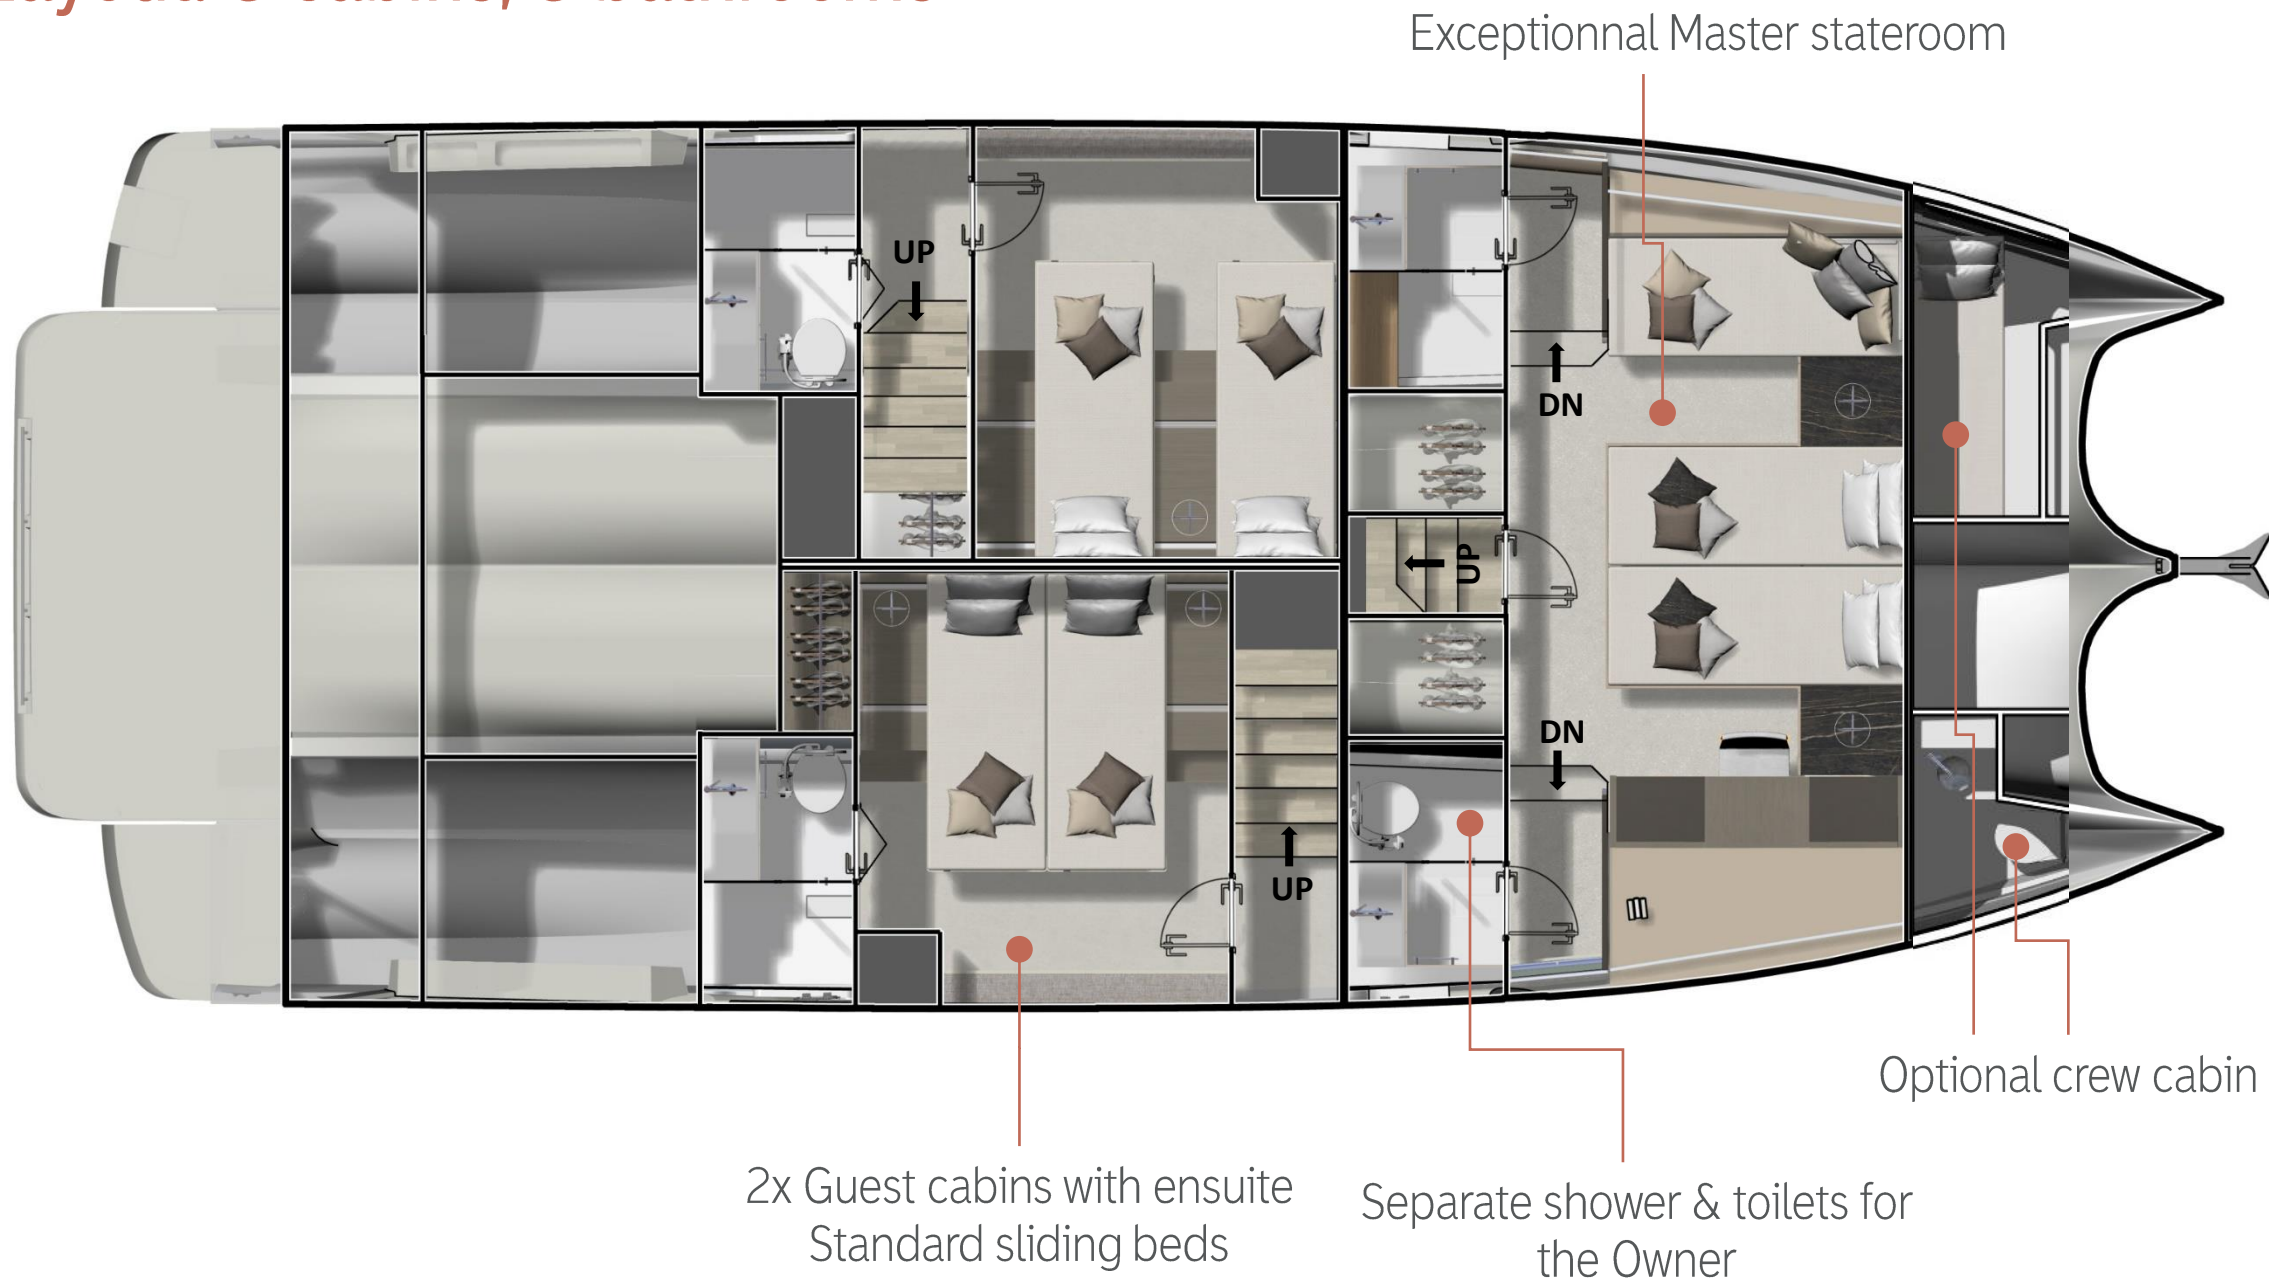 Exceptionnal Master stateroom
UP
DN
UP
DN
UP
Optional crew cabin
2x Guest cabins with ensuite
Standard sliding beds
Separate shower & toilets for
the Owner